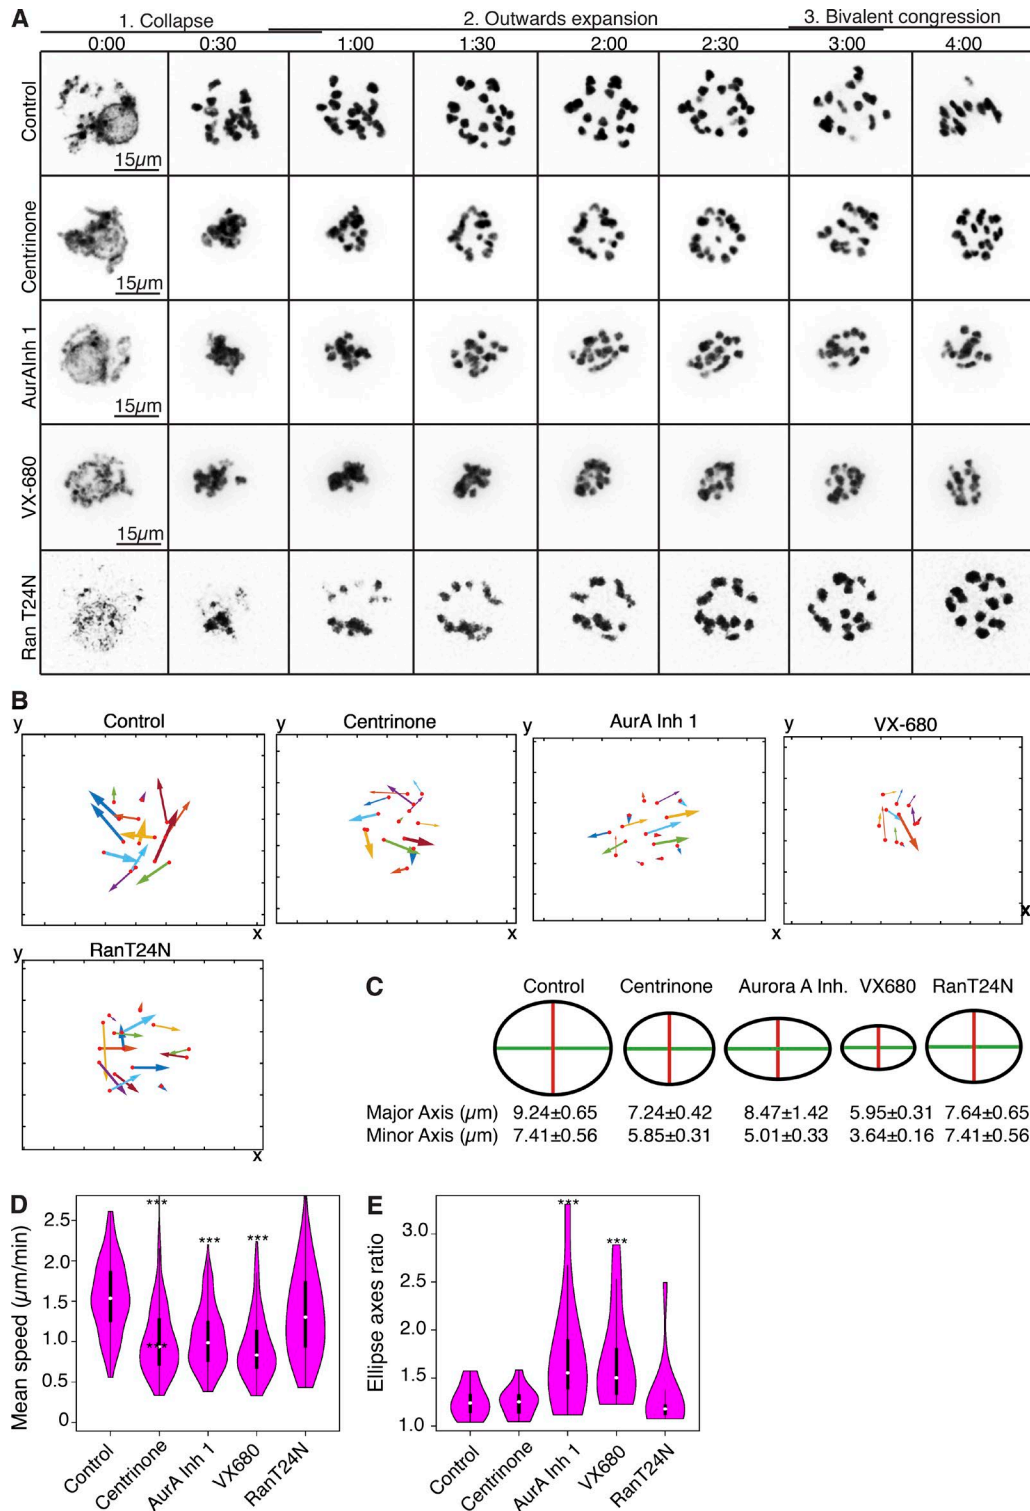 A
1. Collapse 2. Outwards expansion 3. Bivalent congression
0:00 0:30 1:00 1:30 2:00 2:30 3:00 4:00
Control
15µm
Centrinone
15µm
AurAInh 1
15µm
VX-680
15µm
Ran T24N
B
y Control x
y Centrinone x
y AurA Inh 1 x
y VX-680 x
y RanT24N x
C
Control Centrinone Aurora A Inh. VX680 RanT24N
Major Axis (µm) 9.24±0.65 7.24±0.42 8.47±1.42 5.95±0.31 7.64±0.65
Minor Axis (µm) 7.41±0.56 5.85±0.31 5.01±0.33 3.64±0.16 7.41±0.56
D
Mean speed (µm/min)
2.5
2.0
1.5
1.0
0.5
0
*** *** *** ***
Control Centrinone AurA Inh 1 VX680 RanT24N
E
Ellipse axes ratio
3.0
2.5
2.0
1.5
1.0
*** ***
Control Centrinone AurA Inh 1 VX680 RanT24N